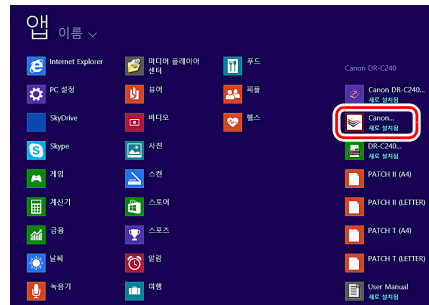 앱 이름
Internet Explorer
PC 설정
SkyDrive
Skype
게임
계산기
금융
날씨
녹음기
미디어 플레이어
센터
뷰어
비디오
사진
스캔
스토어
스포츠
알람
여행
푸드
피플
헬스
Canon DR-C240
Canon DR-C240...
새로 설치됨
Canon...
새로 설치됨
DR-C240...
새로 설치됨
PATCH II (A4)
PATCH II (LETTER)
PATCH T (A4)
PATCH T (LETTER)
User Manual
새로 설치됨